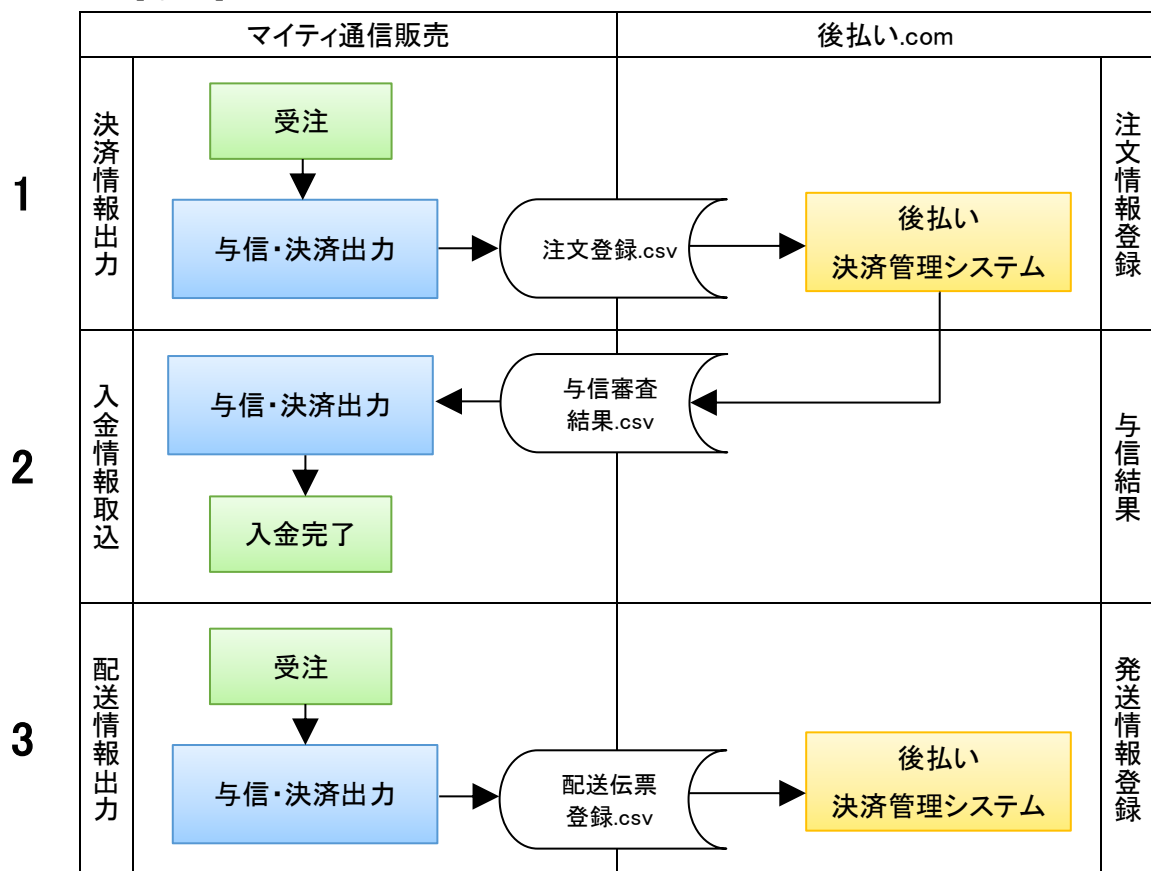 マイティ通信販売
後払い.com
1
決済情報出力
受注
与信・決済出力
注文登録.csv
後払い
決済管理システム
注文情報登録
2
入金情報取込
与信・決済出力
与信審査
結果.csv
入金完了
与信結果
3
配送情報出力
受注
与信・決済出力
配送伝票
登録.csv
後払い
決済管理システム
発送情報登録